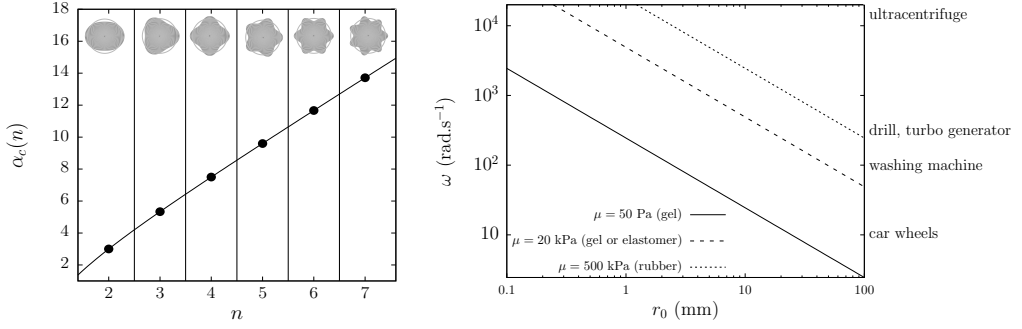 18
16
14
12
10
8
6
4
2
α_c(n)
2 3 4 5 6 7
n
10^4
10^3
10^2
10
ω (rad.s^−1)
ultracentrifuge
drill, turbo generator
washing machine
car wheels
μ = 50 Pa (gel)
μ = 20 kPa (gel or elastomer)
μ = 500 kPa (rubber)
0.1 1 10 100
r_0 (mm)